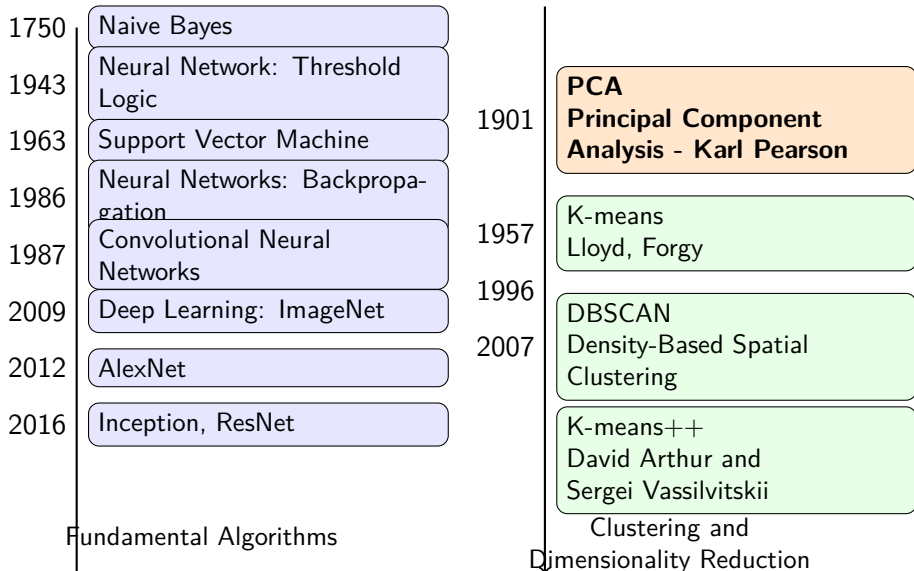 1750
Naive Bayes
1943
Neural Network: Threshold
Logic
1963
Support Vector Machine
1986
Neural Networks: Backpropa-
gation
1987
Convolutional Neural
Networks
2009
Deep Learning: ImageNet
2012
AlexNet
2016
Inception, ResNet
Fundamental Algorithms
1901
PCA
Principal Component
Analysis - Karl Pearson
1957
K-means
Lloyd, Forgy
1996
DBSCAN
Density-Based Spatial
Clustering
2007
K-means++
David Arthur and
Sergei Vassilvitskii
Clustering and
Dimensionality Reduction